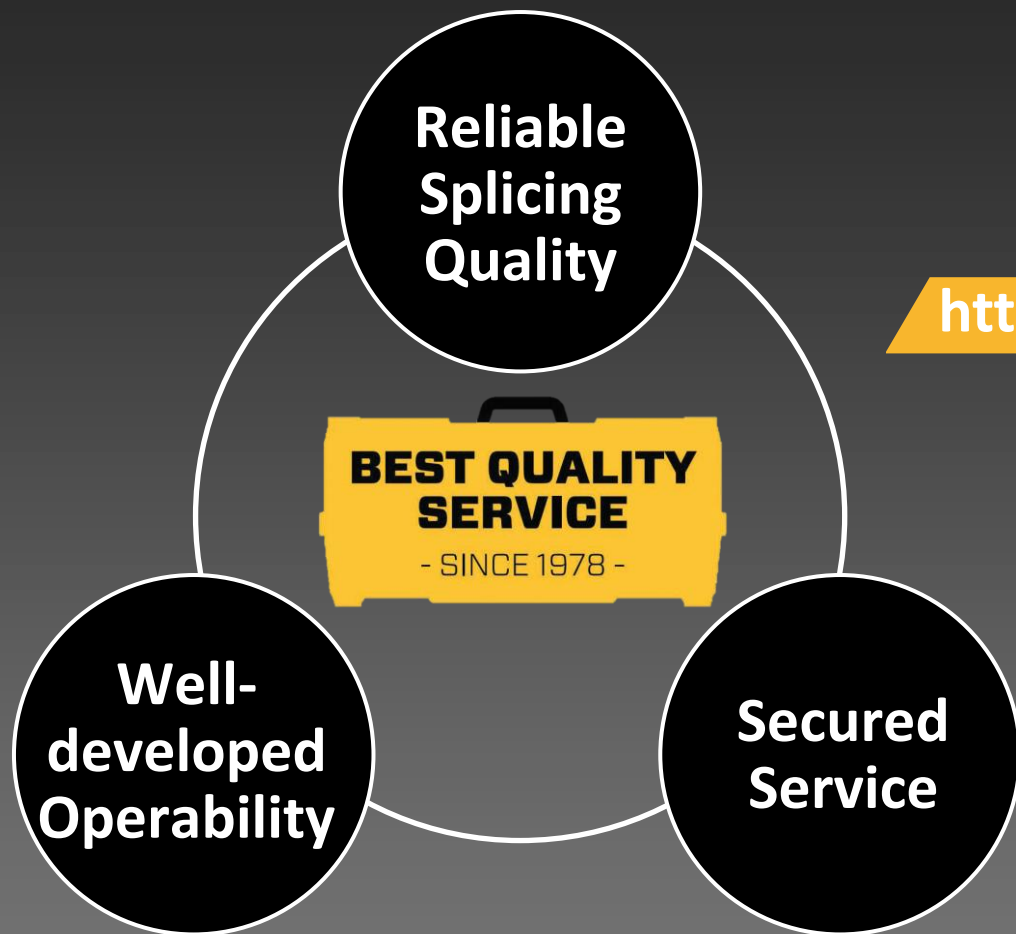 Reliable
Splicing
Quality
htt
BEST QUALITY
SERVICE
- SINCE 1978 -
Well-
developed
Operability
Secured
Service